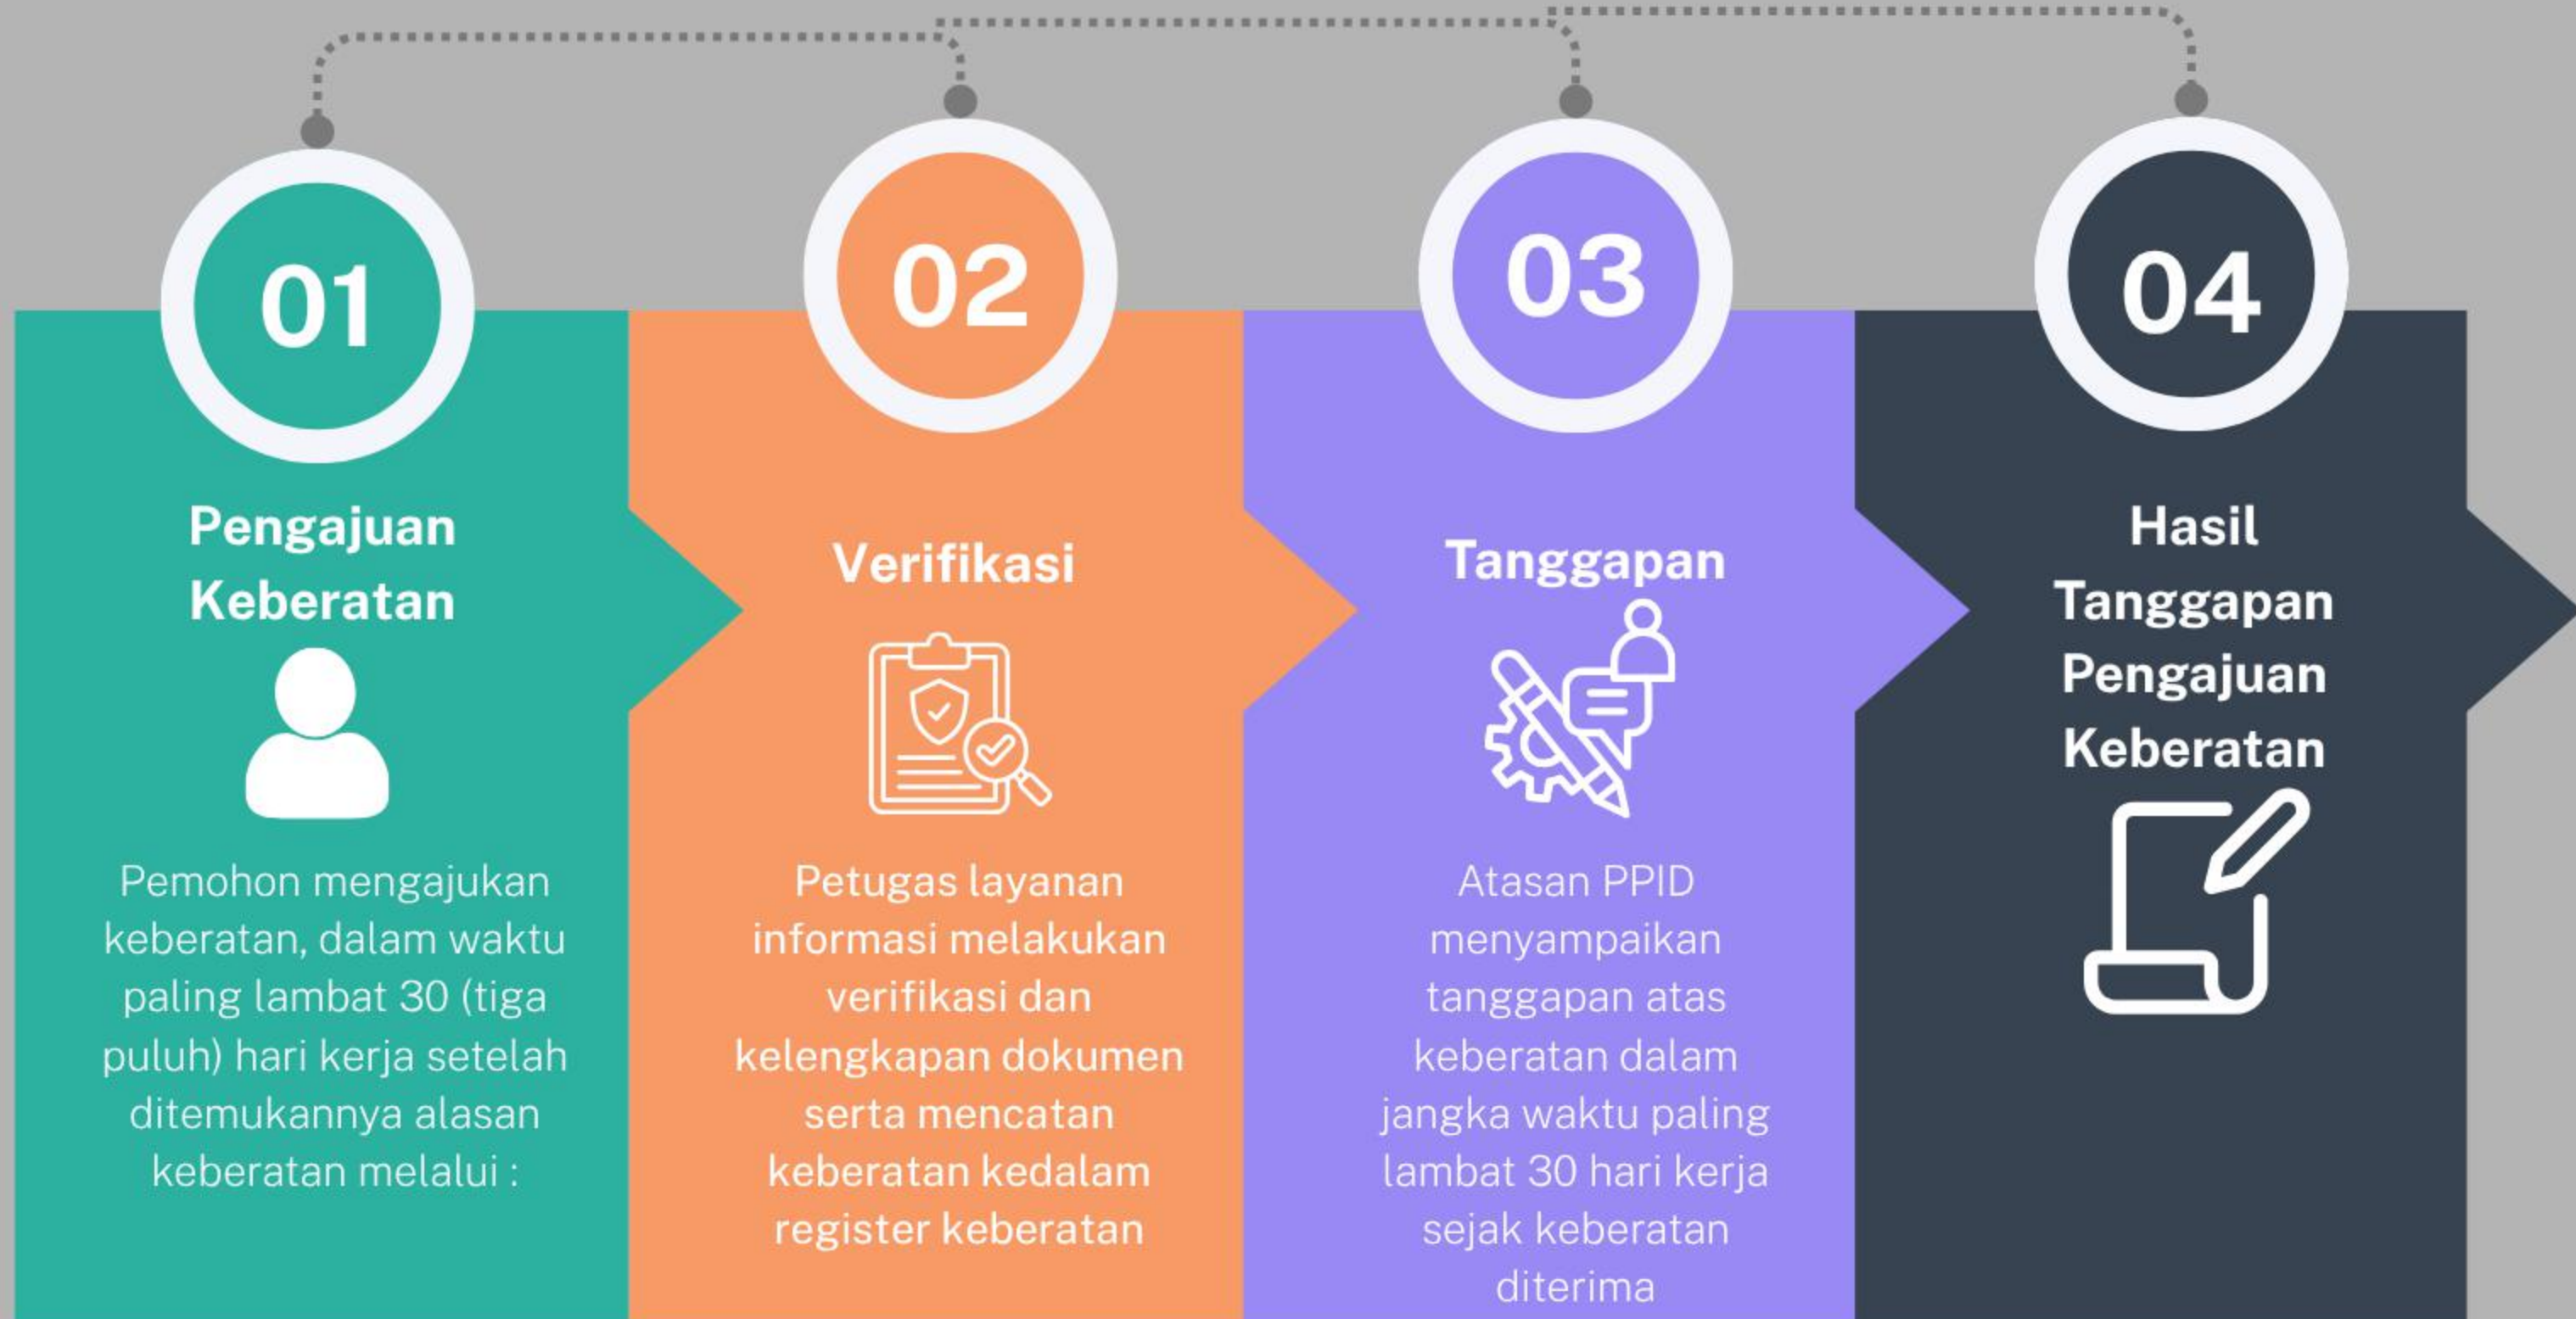 01
Pengajuan
Keberatan
Pemohon mengajukan
keberatan, dalam waktu
paling lambat 30 (tiga
puluh) hari kerja setelah
ditemukannya alasan
keberatan melalui :
02
Verifikasi
Petugas layanan
informasi melakukan
verifikasi dan
kelengkapan dokumen
serta mencatan
keberatan kedalam
register keberatan
03
Tanggapan
Atasan PPID
menyampaikan
tanggapan atas
keberatan dalam
jangka waktu paling
lambat 30 hari kerja
sejak keberatan
diterima
04
Hasil
Tanggapan
Pengajuan
Keberatan